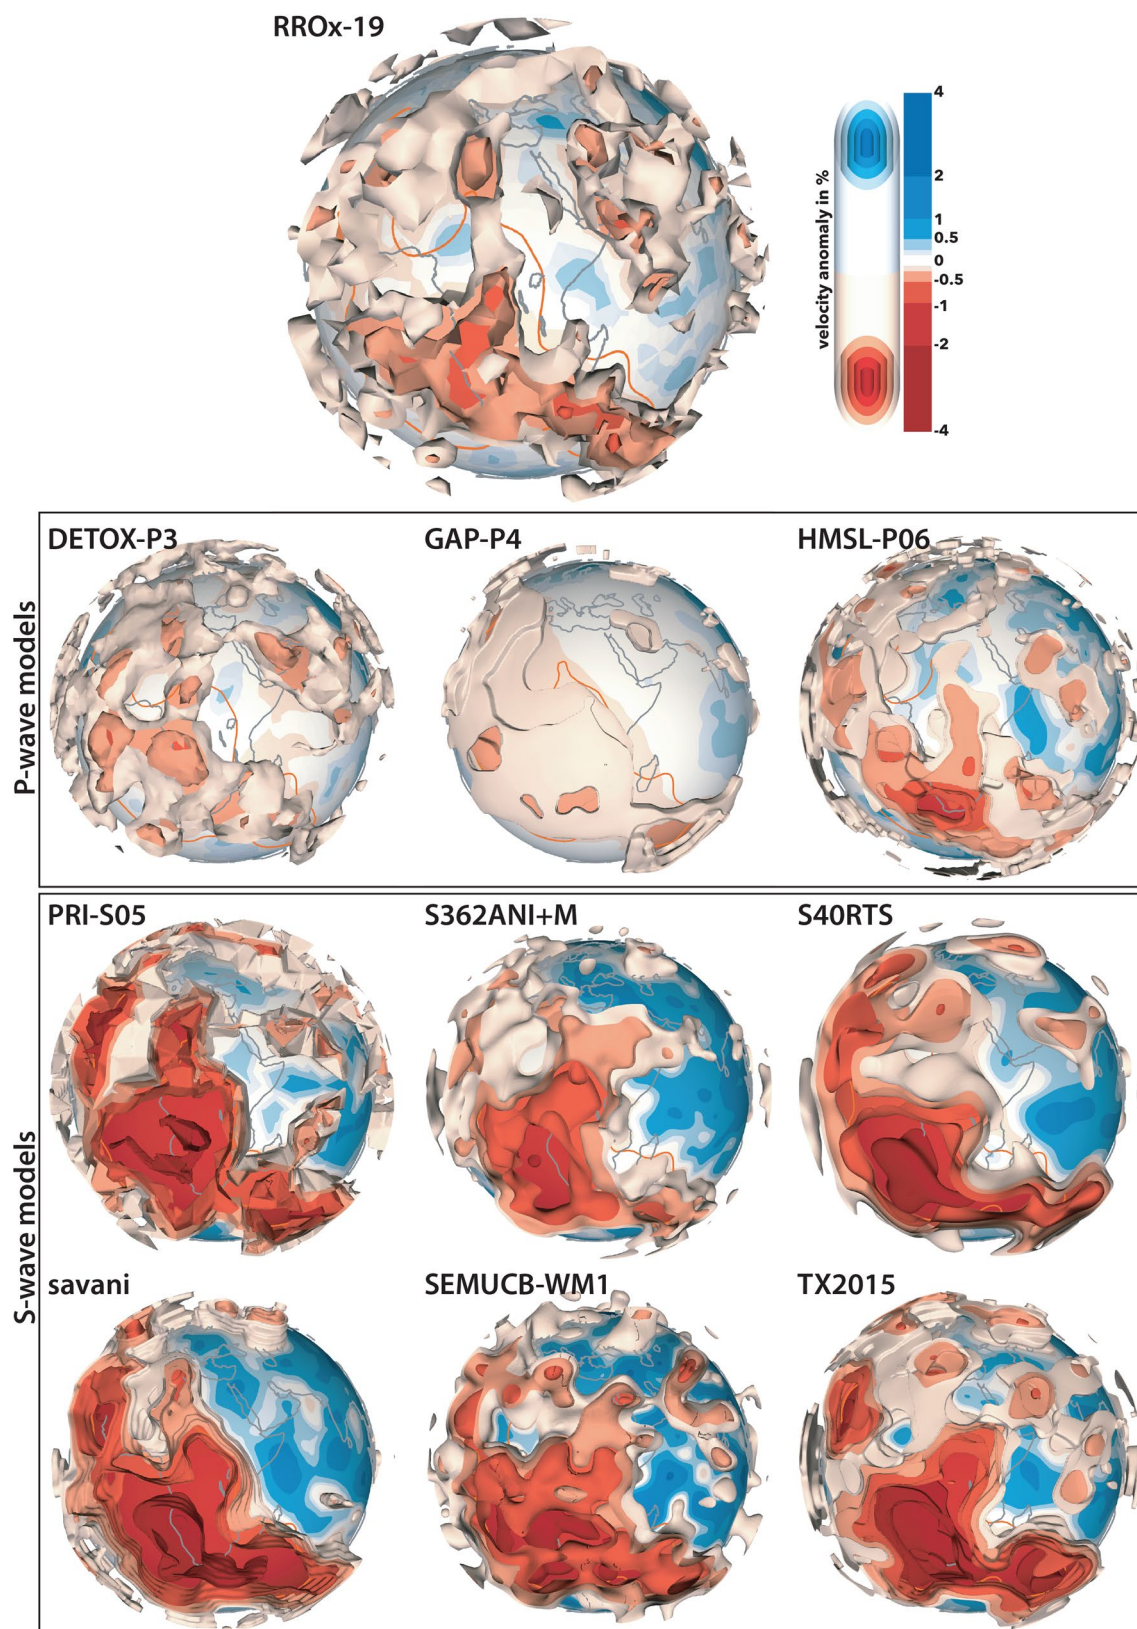 RROx-19
velocity anomaly in %
4
2
1
0.5
0
-0.5
-1
-2
-4
P-wave models
DETOX-P3
GAP-P4
HMSL-P06
S-wave models
PRI-S05
S362ANI+M
S40RTS
savani
SEMUCB-WM1
TX2015